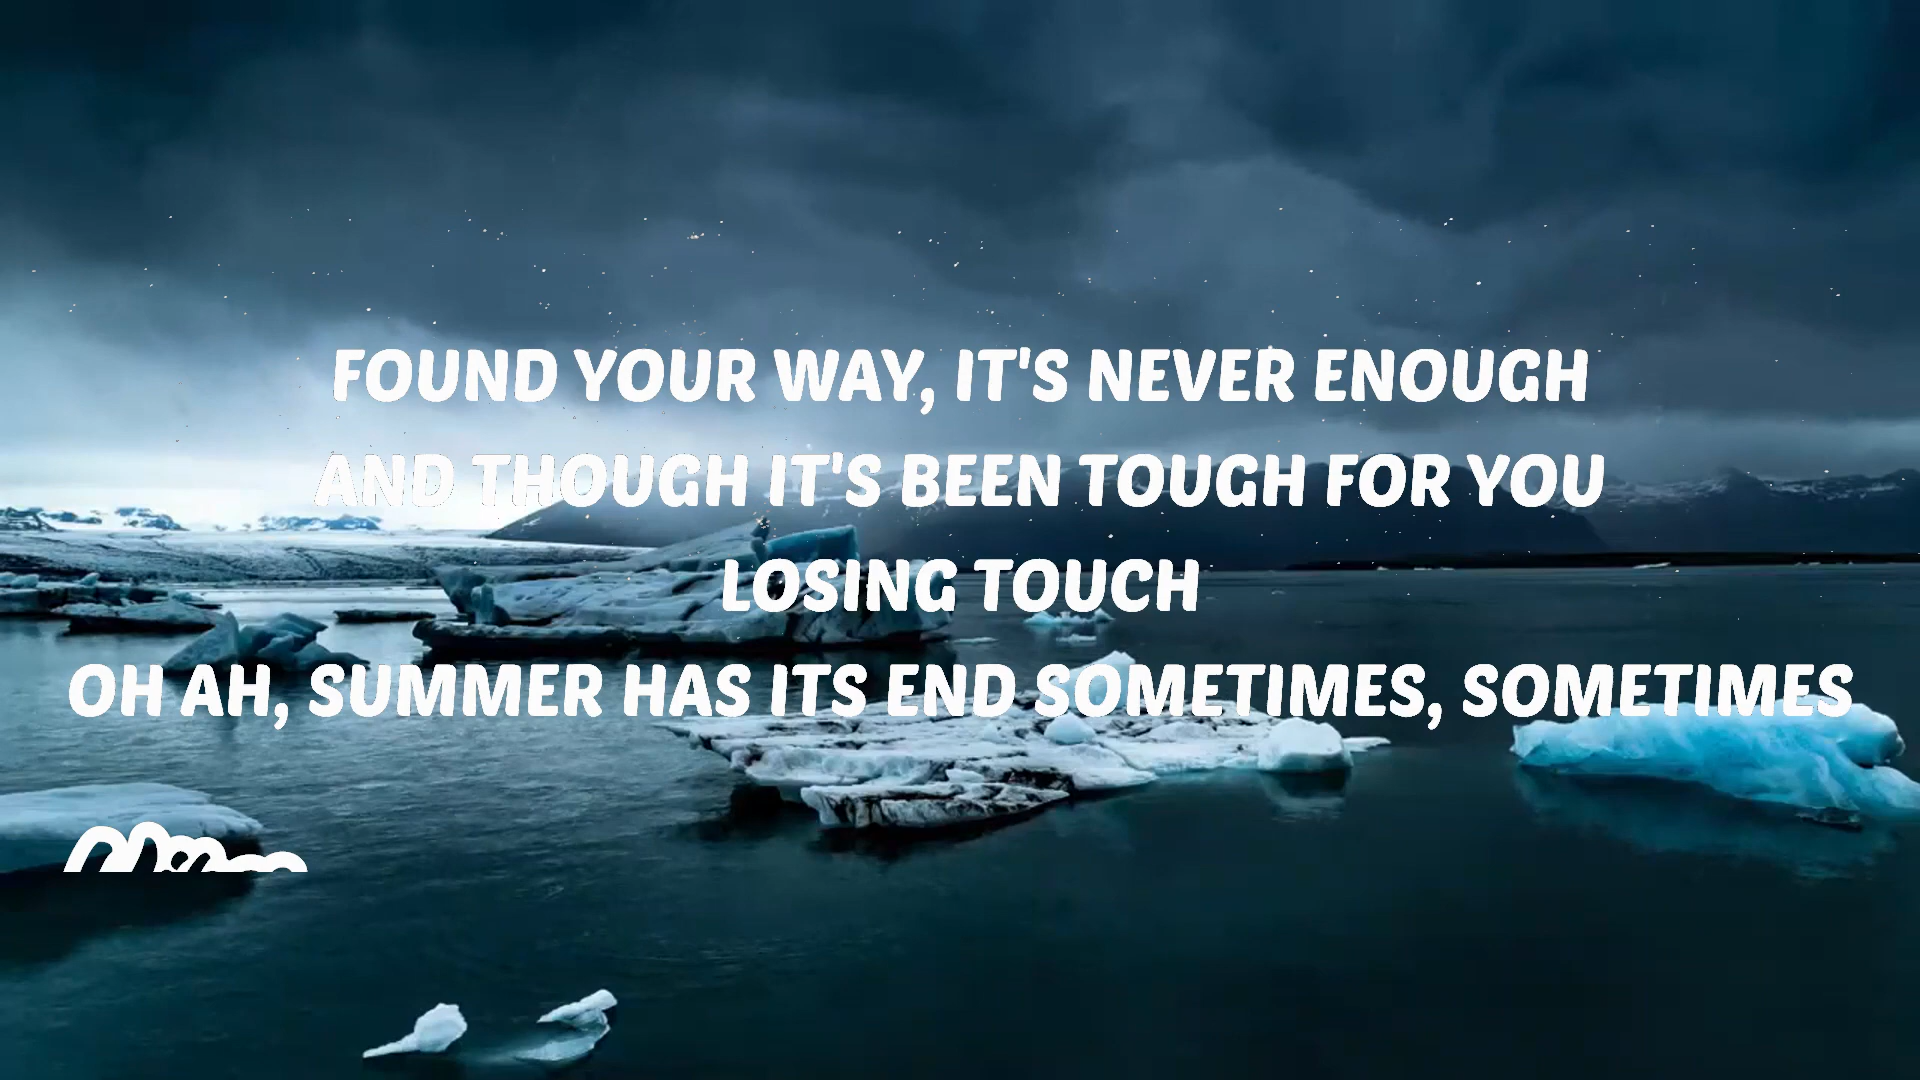 FOUND YOUR WAY, IT'S NEVER ENOUGH
AND THOUGH IT'S BEEN TOUGH FOR YOU
LOSING TOUCH
OH AH, SUMMER HAS ITS END SOMETIMES, SOMETIMES